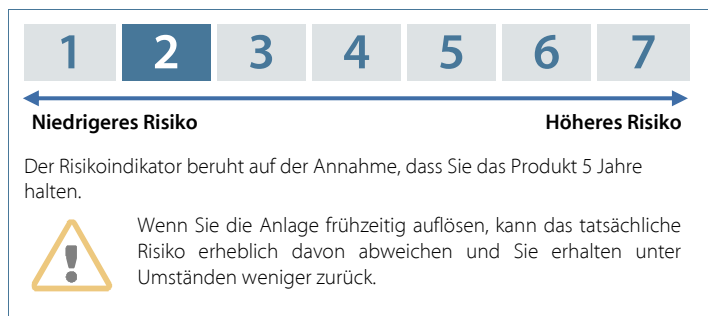 1 2 3 4 5 6 7
Niedrigeres Risiko Höheres Risiko
Der Risikoindikator beruht auf der Annahme, dass Sie das Produkt 5 Jahre
halten.
Wenn Sie die Anlage frühzeitig auflösen, kann das tatsächliche
Risiko erheblich davon abweichen und Sie erhalten unter
Umständen weniger zurück.